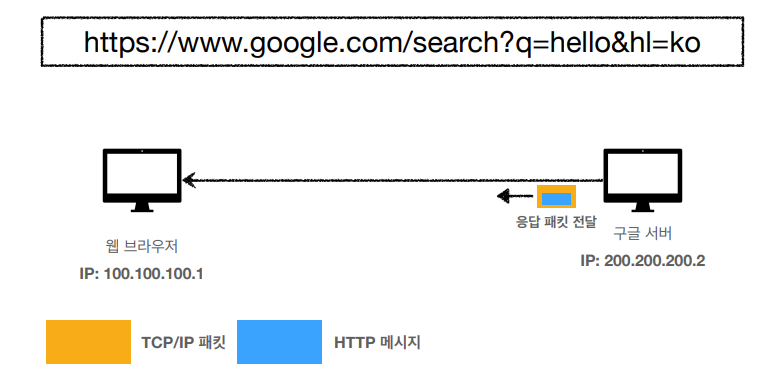 https://www.google.com/search?q=hello&hl=ko
응답 패킷 전달
웹 브라우저
구글 서버
IP: 100.100.100.1
IP: 200.200.200.2
TCP/IP 패킷
HTTP 메시지